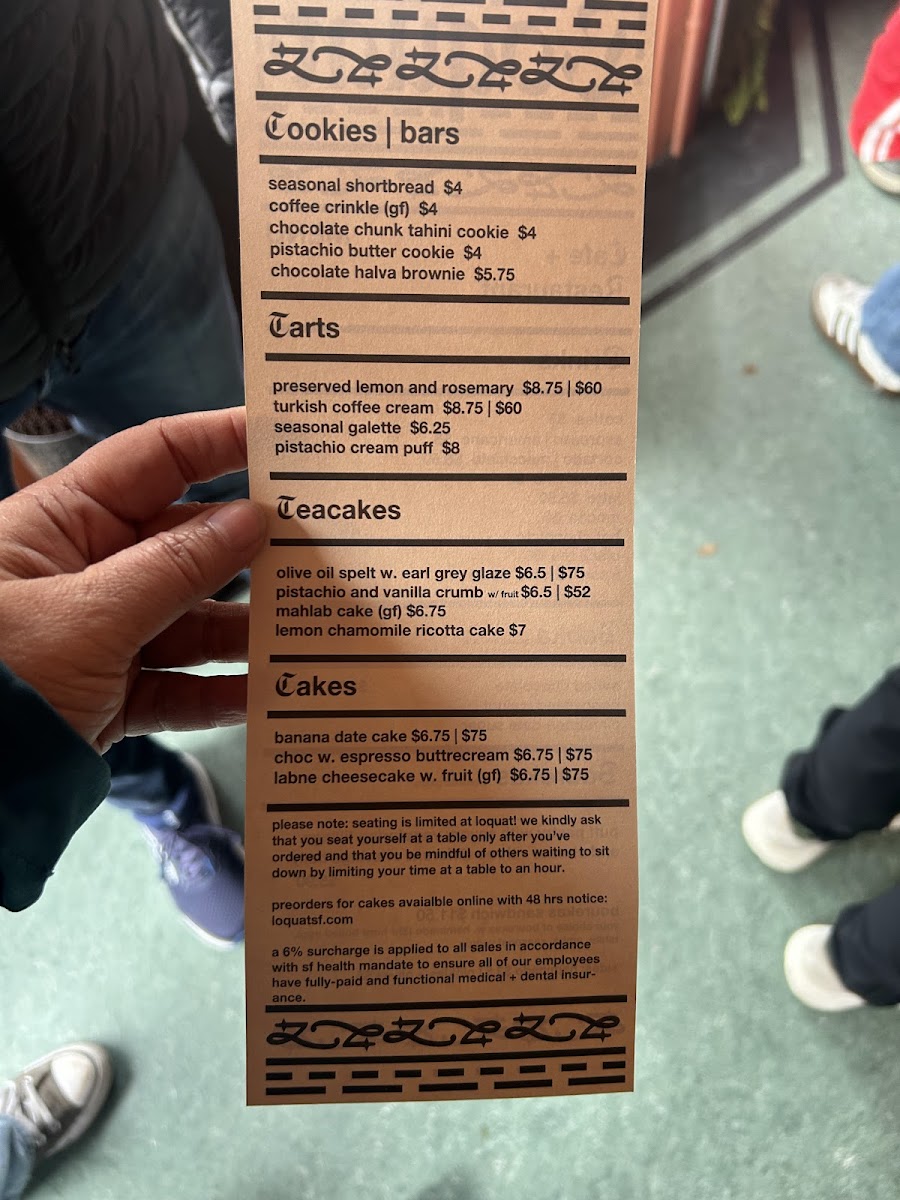 Cookies | bars
seasonal shortbread $4
coffee crinkle (gf) $4
chocolate chunk tahini cookie $4
pistachio butter cookie $4
chocolate halva brownie $5.75
Tarts
preserved lemon and rosemary $8.75 | $60
turkish coffee cream $8.75 | $60
seasonal galette $6.25
pistachio cream puff $8
Teacakes
olive oil spelt w. earl grey glaze $6.5 | $75
pistachio and vanilla crumb w/ fruit $6.5 | $52
mahlab cake (gf) $6.75
lemon chamomile ricotta cake $7
Cakes
banana date cake $6.75 | $75
choc w. espresso buttrecream $6.75 | $75
labne cheesecake w. fruit (gf) $6.75 | $75
please note: seating is limited at loquat! we kindly ask
that you seat yourself at a table only after you've
ordered and that you be mindful of others waiting to sit
down by limiting your time at a table to an hour.
preorders for cakes avaialble online with 48 hrs notice:
loquatsf.com
a 6% surcharge is applied to all sales in accordance
with sf health mandate to ensure all of our employees
have fully-paid and functional medical + dental insur-
ance.